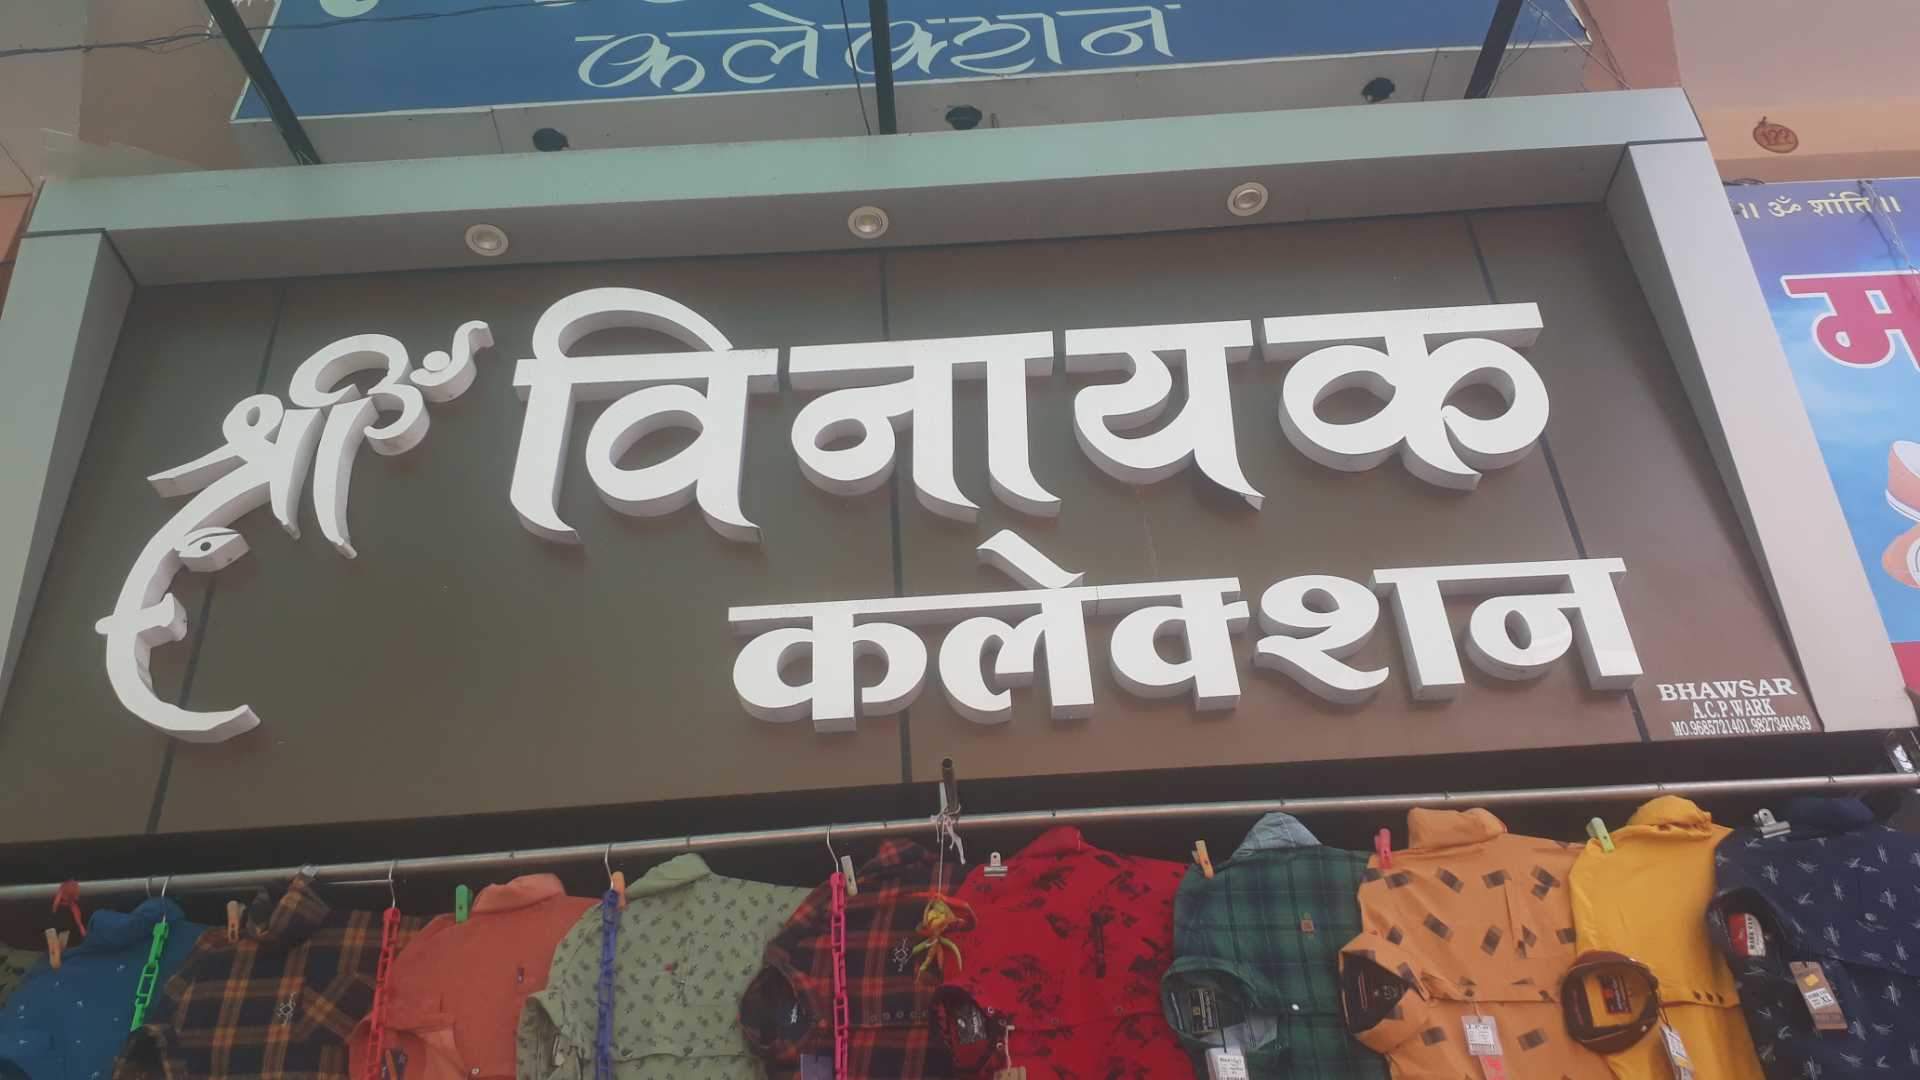 कलेक्शन
॥ ॐ शांति ॥
श्री ॐ विनायक
कलेक्शन
BHAWSAR
A.C.P.WARK
MO.9685721401,9827340439